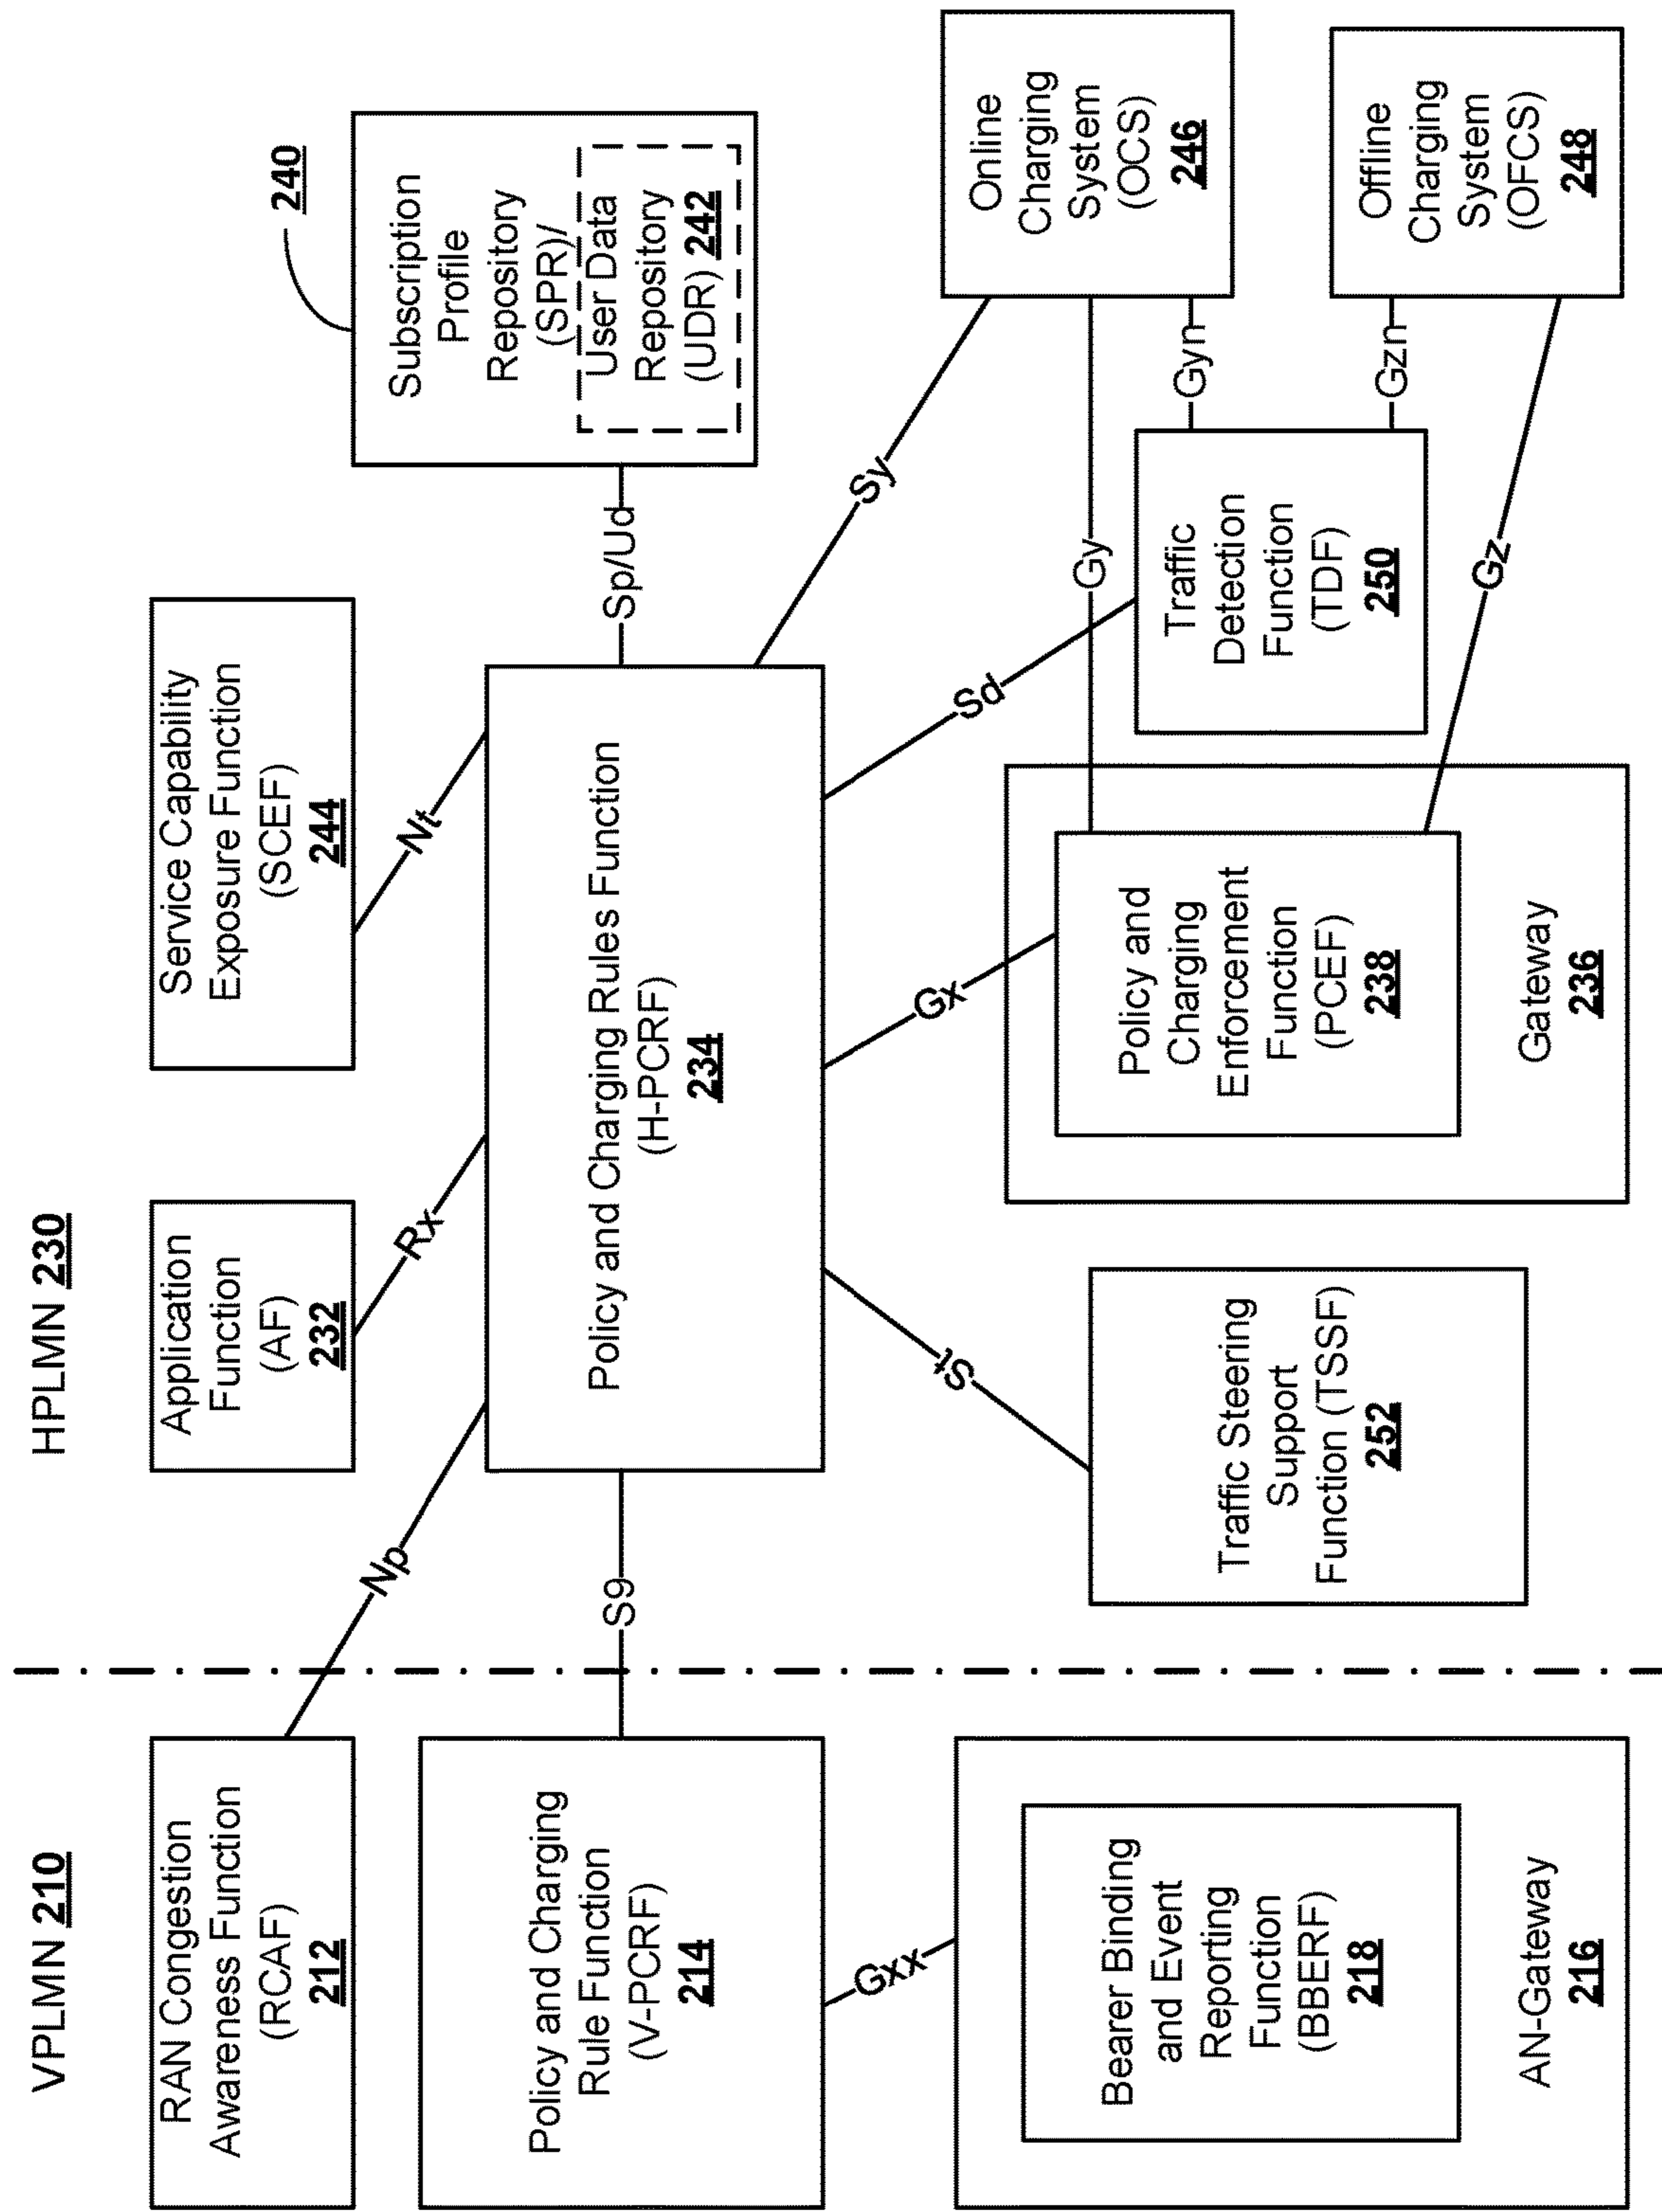 VPLMN 210
HPLMN 230
RAN Congestion
Awareness Function
(RCAF)
212
Np
Application
Function
(AF)
232
Rx
Service Capability
Exposure Function
(SCEF)
244
Nt
240
Subscription
Profile
Repository
(SPR)/
User Data
Repository
(UDR) 242
Policy and Charging
Rule Function
(V-PCRF)
214
S9
Policy and Charging Rules Function
(H-PCRF)
234
Sp/Ud
Gxx
St
Gx
Sd
Sy
Bearer Binding
and Event
Reporting
Function
(BBERF)
218
AN-Gateway
216
Traffic Steering
Support
Function (TSSF)
252
Policy and
Charging
Enforcement
Function
(PCEF)
238
Gateway
236
Gy
Traffic
Detection
Function
(TDF)
250
Gz
Gyn
Gzn
Online
Charging
System
(OCS)
246
Offline
Charging
System
(OFCS)
248